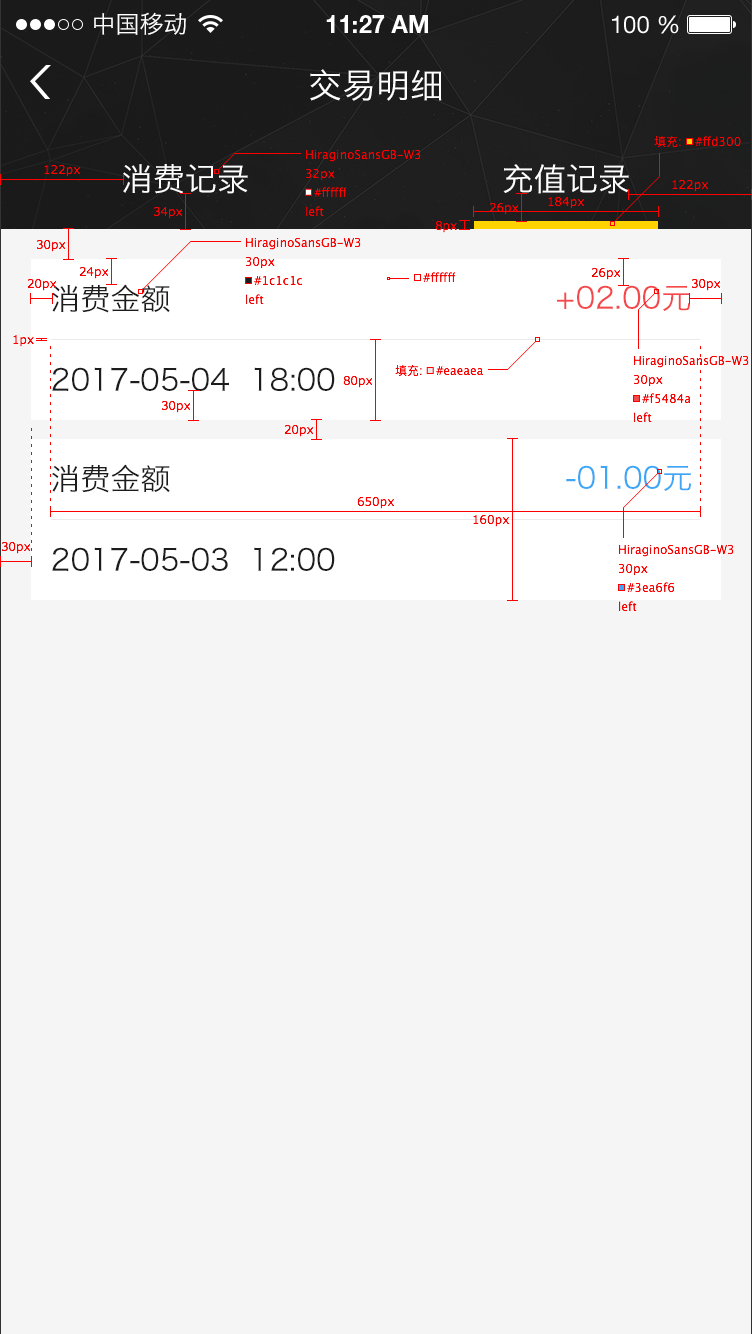 中国移动 11:27 AM 100 %
交易明细
填充: #ffd300
HiraginoSansGB-W3
32px
#ffffff
left
122px
消费记录
充值记录
122px
184px
26px
34px
8px
30px
HiraginoSansGB-W3
30px
#1c1c1c
left
24px
26px
20px
#ffffff
30px
消费金额
+02.00元
1px
HiraginoSansGB-W3
30px
#f5484a
left
填充: #eaeaea
2017-05-04 18:00
80px
30px
20px
消费金额
-01.00元
650px
160px
30px
HiraginoSansGB-W3
30px
#3ea6f6
left
2017-05-03 12:00